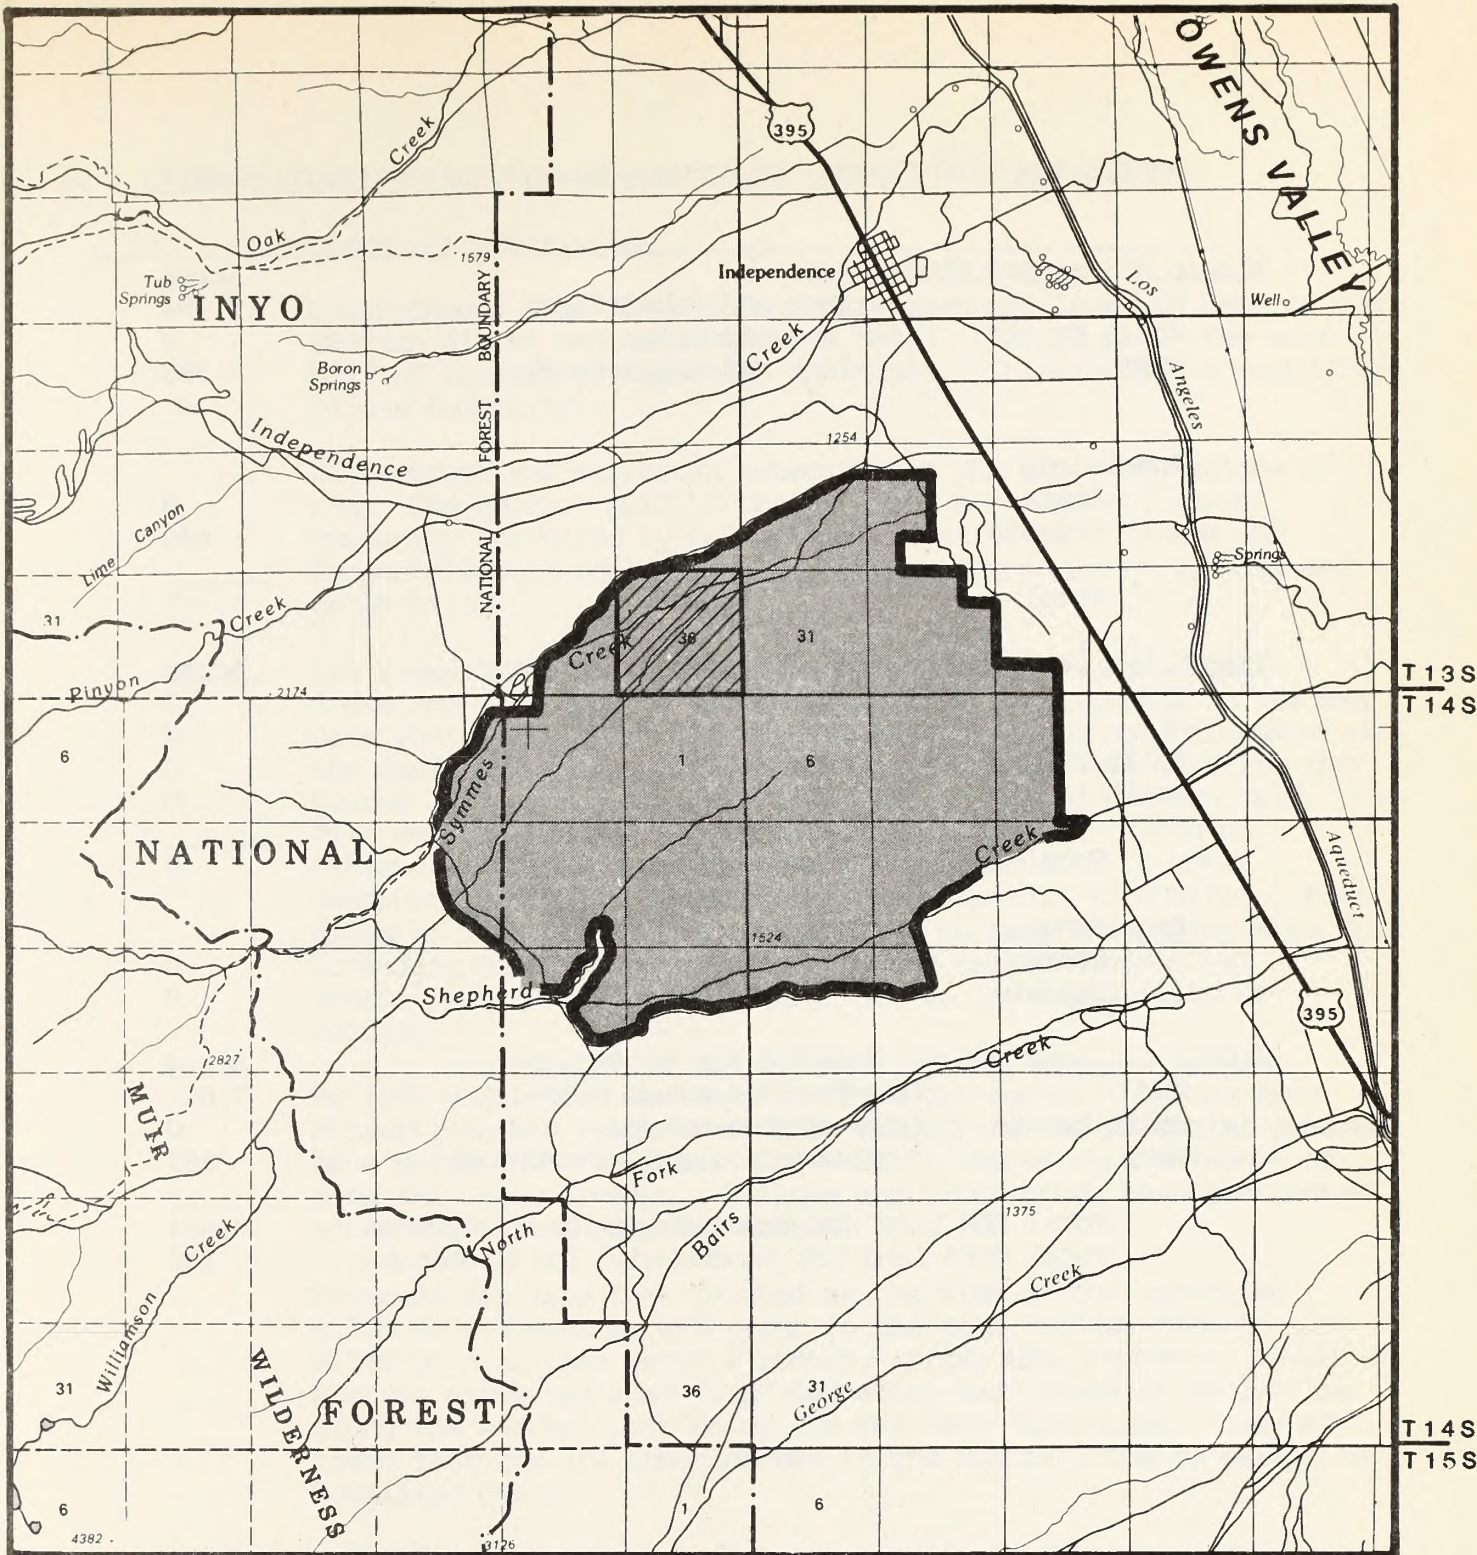 OWENS VALLEY
395
Creek
Oak
1579
Tub
Springs
INYO
Independence
Los
Well
BOUNDARY
Creek
Boron
Springs
Angeles
FOREST
1254
Independence
Lime Canyon
NATIONAL
Springs
31
Creek
Creek
36
31
T13S
T14S
Pinyon
2174
6
1
6
Symmes
NATIONAL
Creek
Aqueduct
1524
Shepherd
395
Creek
2827
MUIR
Fork
1375
North
Bairs
Creek
Creek
Williamson
31
WILDERNESS
FOREST
36
31
George
T14S
T15S
6
1
6
4382
3126